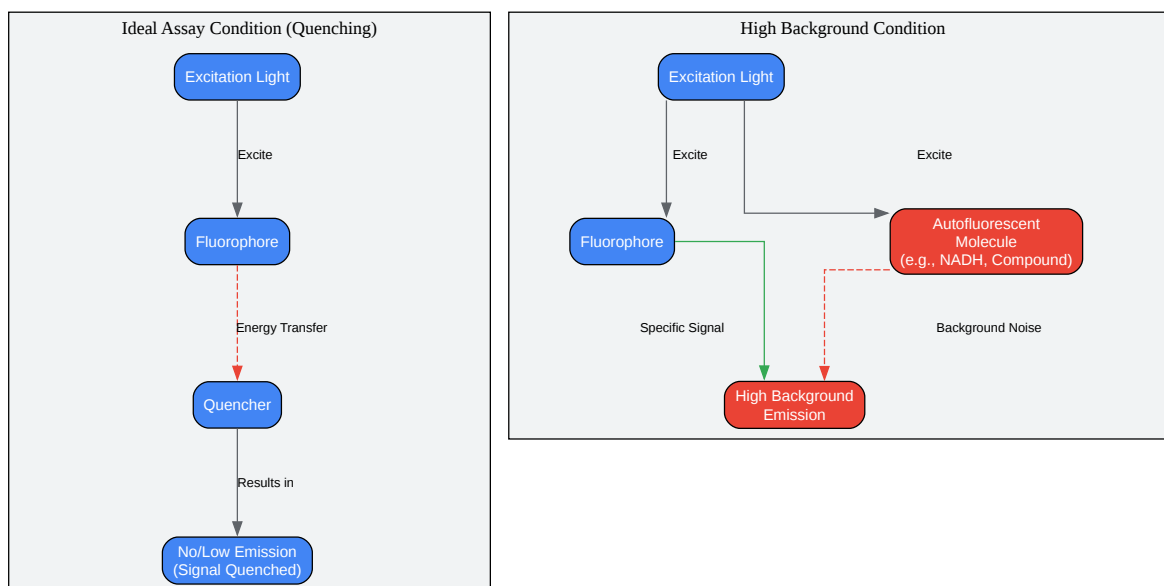 Ideal Assay Condition (Quenching)
Excitation Light
Excite
Fluorophore
Energy Transfer
Quencher
Results in
No/Low Emission
(Signal Quenched)
High Background Condition
Excitation Light
Excite
Excite
Fluorophore
Autofluorescent
Molecule
(e.g., NADH, Compound)
Specific Signal
Background Noise
High Background
Emission